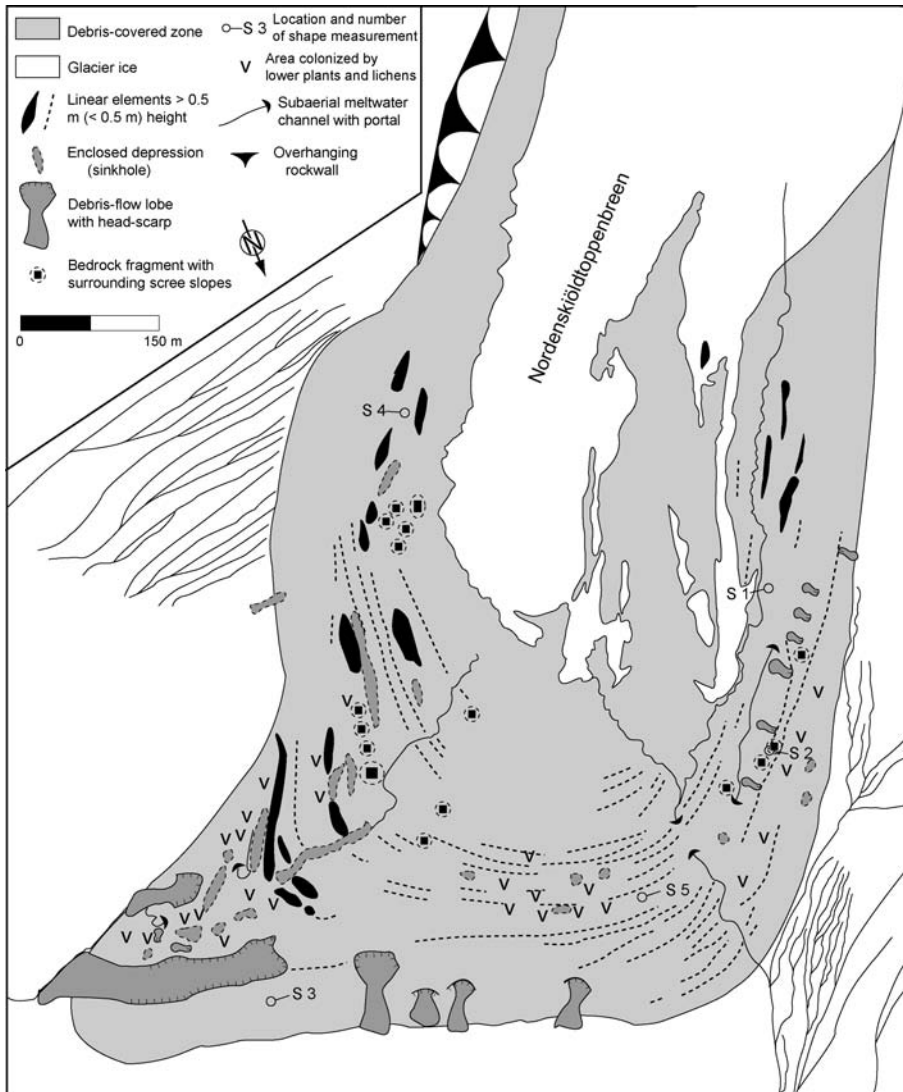 Debris-covered zone
Glacier ice
Linear elements > 0.5
m (< 0.5 m) height
Enclosed depression
(sinkhole)
Debris-flow lobe
with head-scarp
Bedrock fragment with
surrounding scree slopes
0 150 m
S 3
Location and number
of shape measurement
V
Area colonized by
lower plants and lichens
Subaerial meltwater
channel with portal
Overhanging
rockwall
N
Nordenskiöldtoppenbreen
S 4
S 1
S 2
S 5
S 3